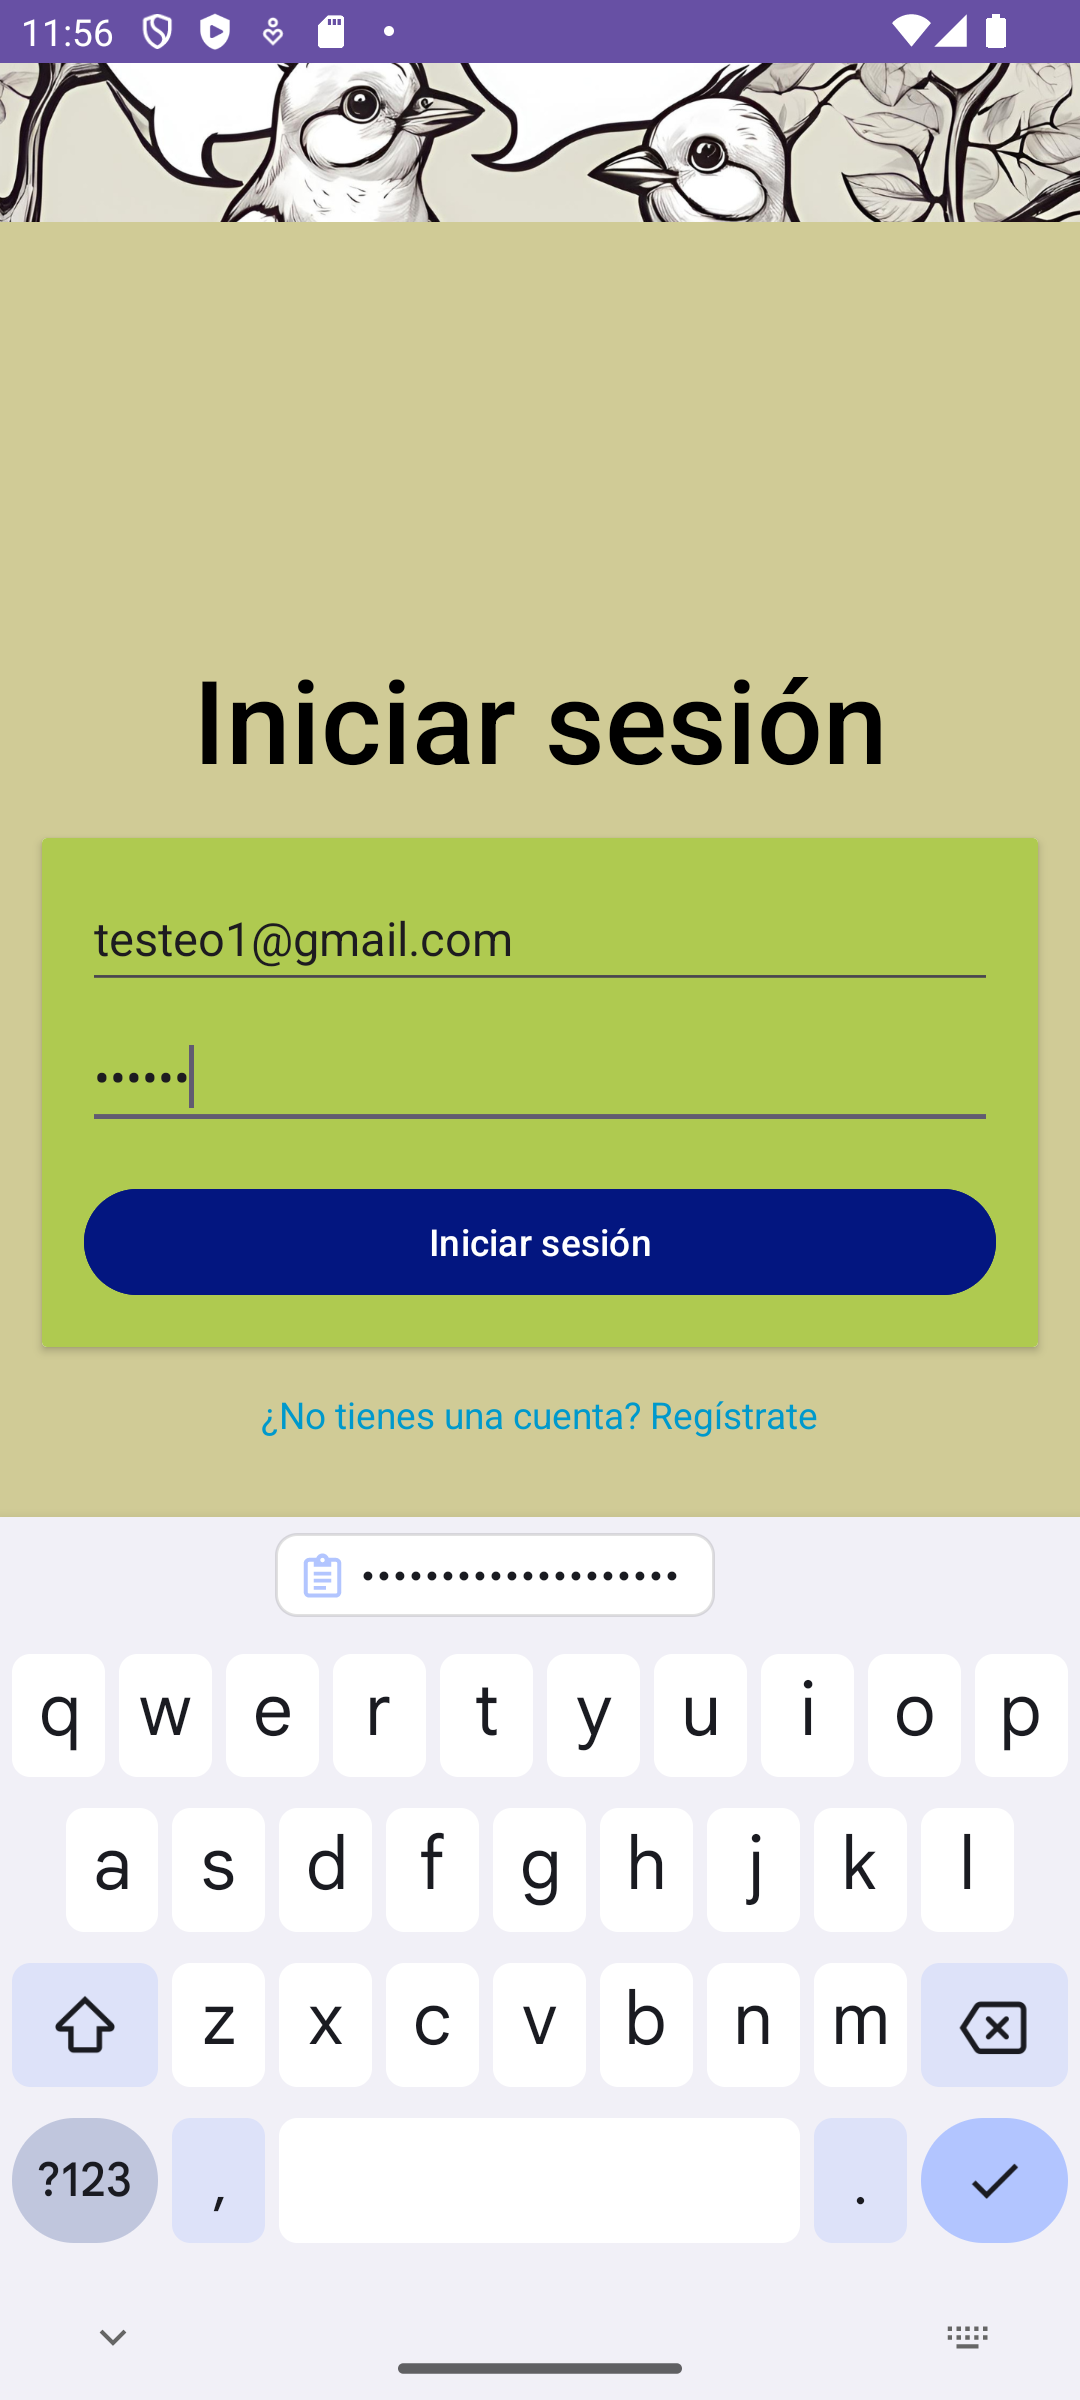 11:56
Iniciar sesión
testeo1@gmail.com
••••••
Iniciar sesión
¿No tienes una cuenta? Regístrate
••••••••••••••••••••
q w e r t y u i o p
a s d f g h j k l
z x c v b n m
?123 , .